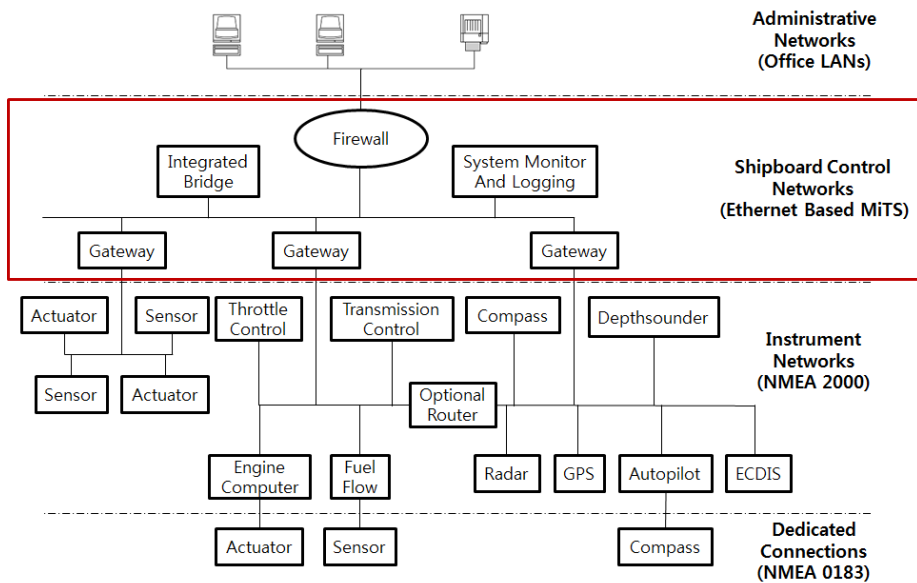 Administrative
Networks
(Office LANs)
Firewall
Integrated
Bridge
System Monitor
And Logging
Shipboard Control
Networks
(Ethernet Based MiTS)
Gateway
Gateway
Gateway
Actuator
Sensor
Throttle
Control
Transmission
Control
Compass
Depthsounder
Instrument
Networks
(NMEA 2000)
Sensor
Actuator
Optional
Router
Engine
Computer
Fuel
Flow
Radar
GPS
Autopilot
ECDIS
Actuator
Sensor
Compass
Dedicated
Connections
(NMEA 0183)